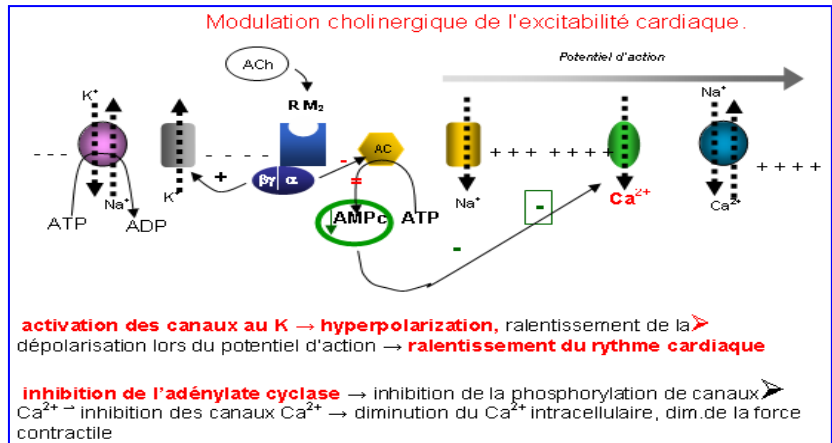 Modulation cholinergique de l'excitabilité cardiaque.
ACh
Potentiel d'action
K⁺
R M₂
Na⁺
AC
- - -
- - - - -
-
+ + + + + + +
+ + + +
+
βγ α
=
K⁺
Na⁺
Na⁺
Ca²⁺
Ca²⁺
ATP
ADP
AMPc
ATP
-
-
activation des canaux au K → hyperpolarization, ralentissement de la➢
dépolarisation lors du potentiel d'action → ralentissement du rythme cardiaque
inhibition de l'adénylate cyclase → inhibition de la phosphorylation de canaux➢
Ca²⁺ → inhibition des canaux Ca²⁺ → diminution du Ca²⁺ intracellulaire, dim.de la force
contractile